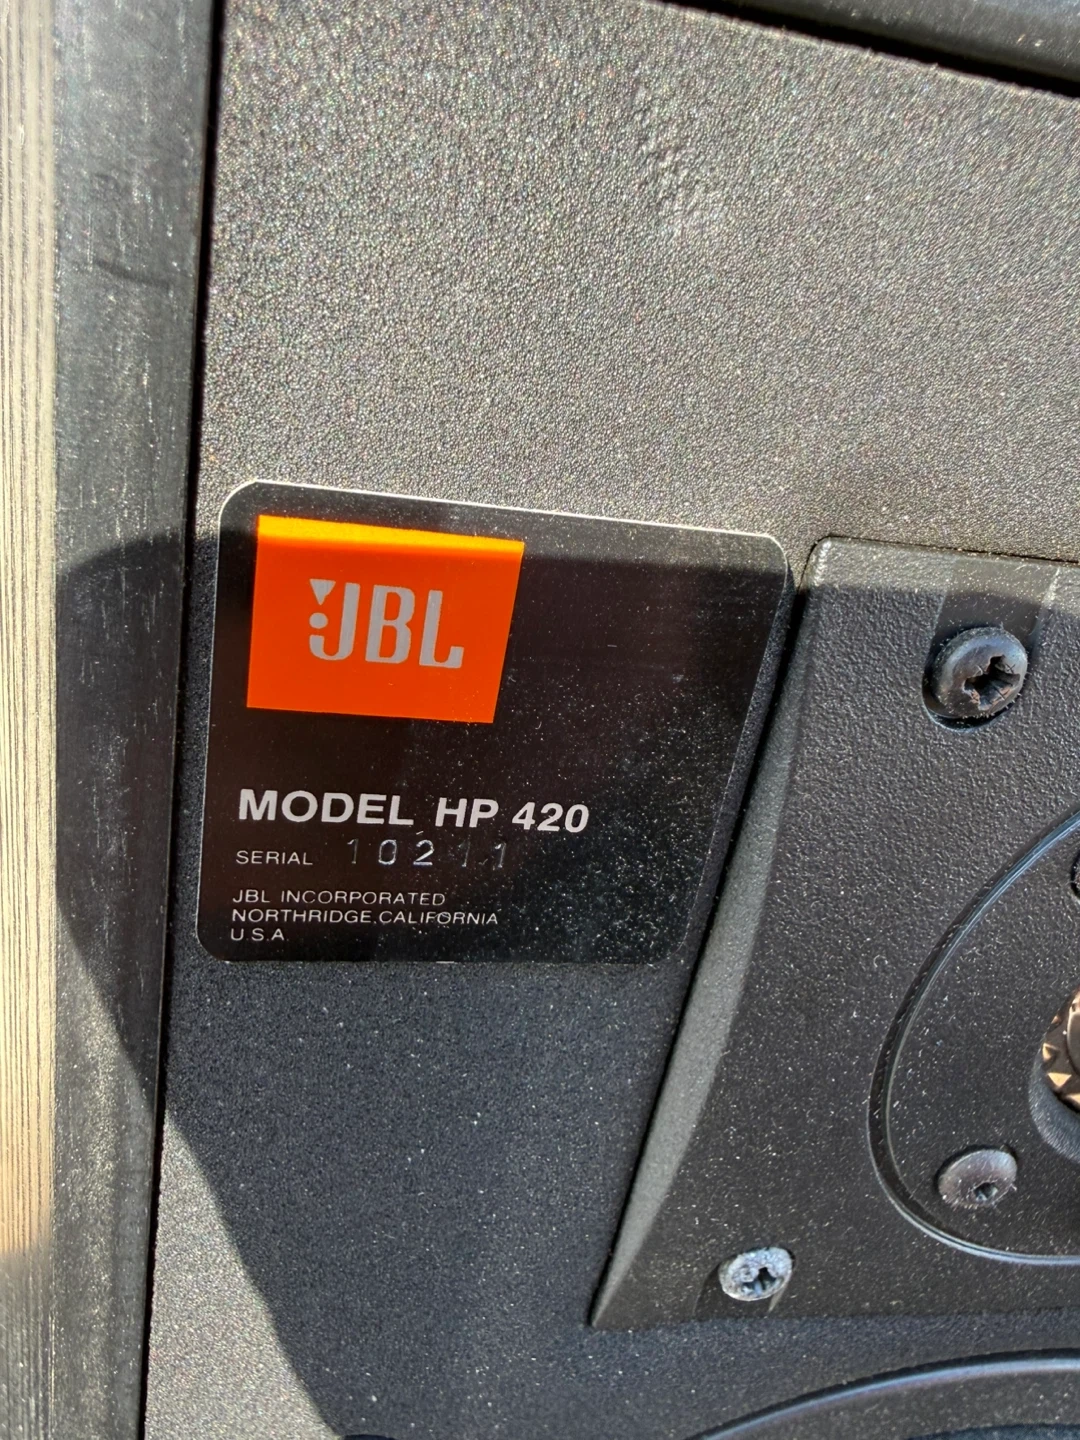 JBL
MODEL HP 420
SERIAL 10211
JBL INCORPORATED
NORTHRIDGE,CALIFORNIA
U.S.A